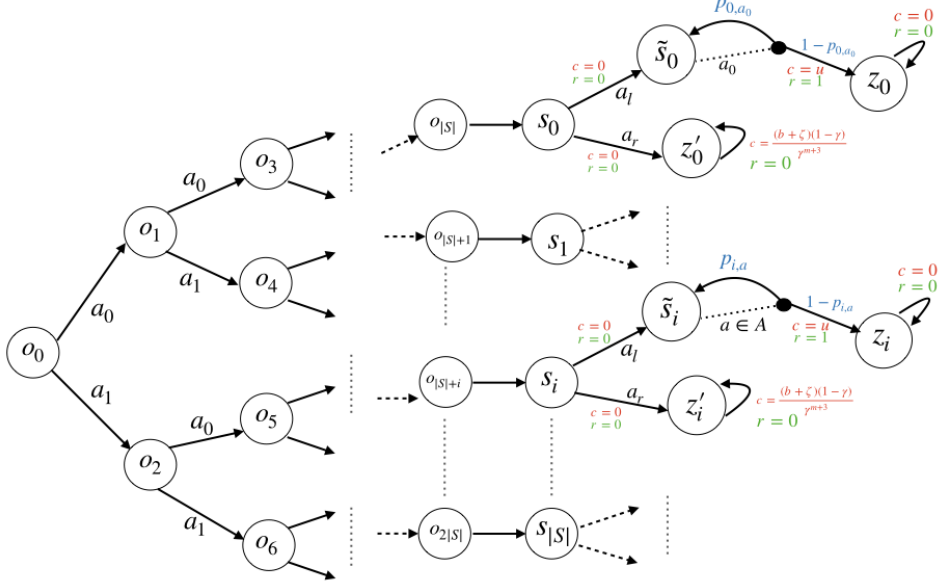 p_{0,a_0}
c = 0
r = 0
s̃_0
1 − p_{0,a_0}
a_0
c = u
r = 1
z_0
c = 0
r = 0
a_l
o_{|S|}
s_0
a_r
c = 0
r = 0
z'_0
c = \frac{(b + ζ)(1 − γ)}{γ^{m+3}}
r = 0
o_3
a_0
o_1
o_{|S|+1}
s_1
a_1
o_4
a_0
p_{i,a}
c = 0
r = 0
s̃_i
1 − p_{i,a}
a ∈ A
c = u
r = 1
z_i
o_0
c = 0
r = 0
a_l
o_{|S|+i}
s_i
a_r
c = 0
r = 0
z'_i
c = \frac{(b + ζ)(1 − γ)}{γ^{m+3}}
r = 0
a_1
a_0
o_5
o_2
a_1
o_6
o_{2|S|}
s_{|S|}